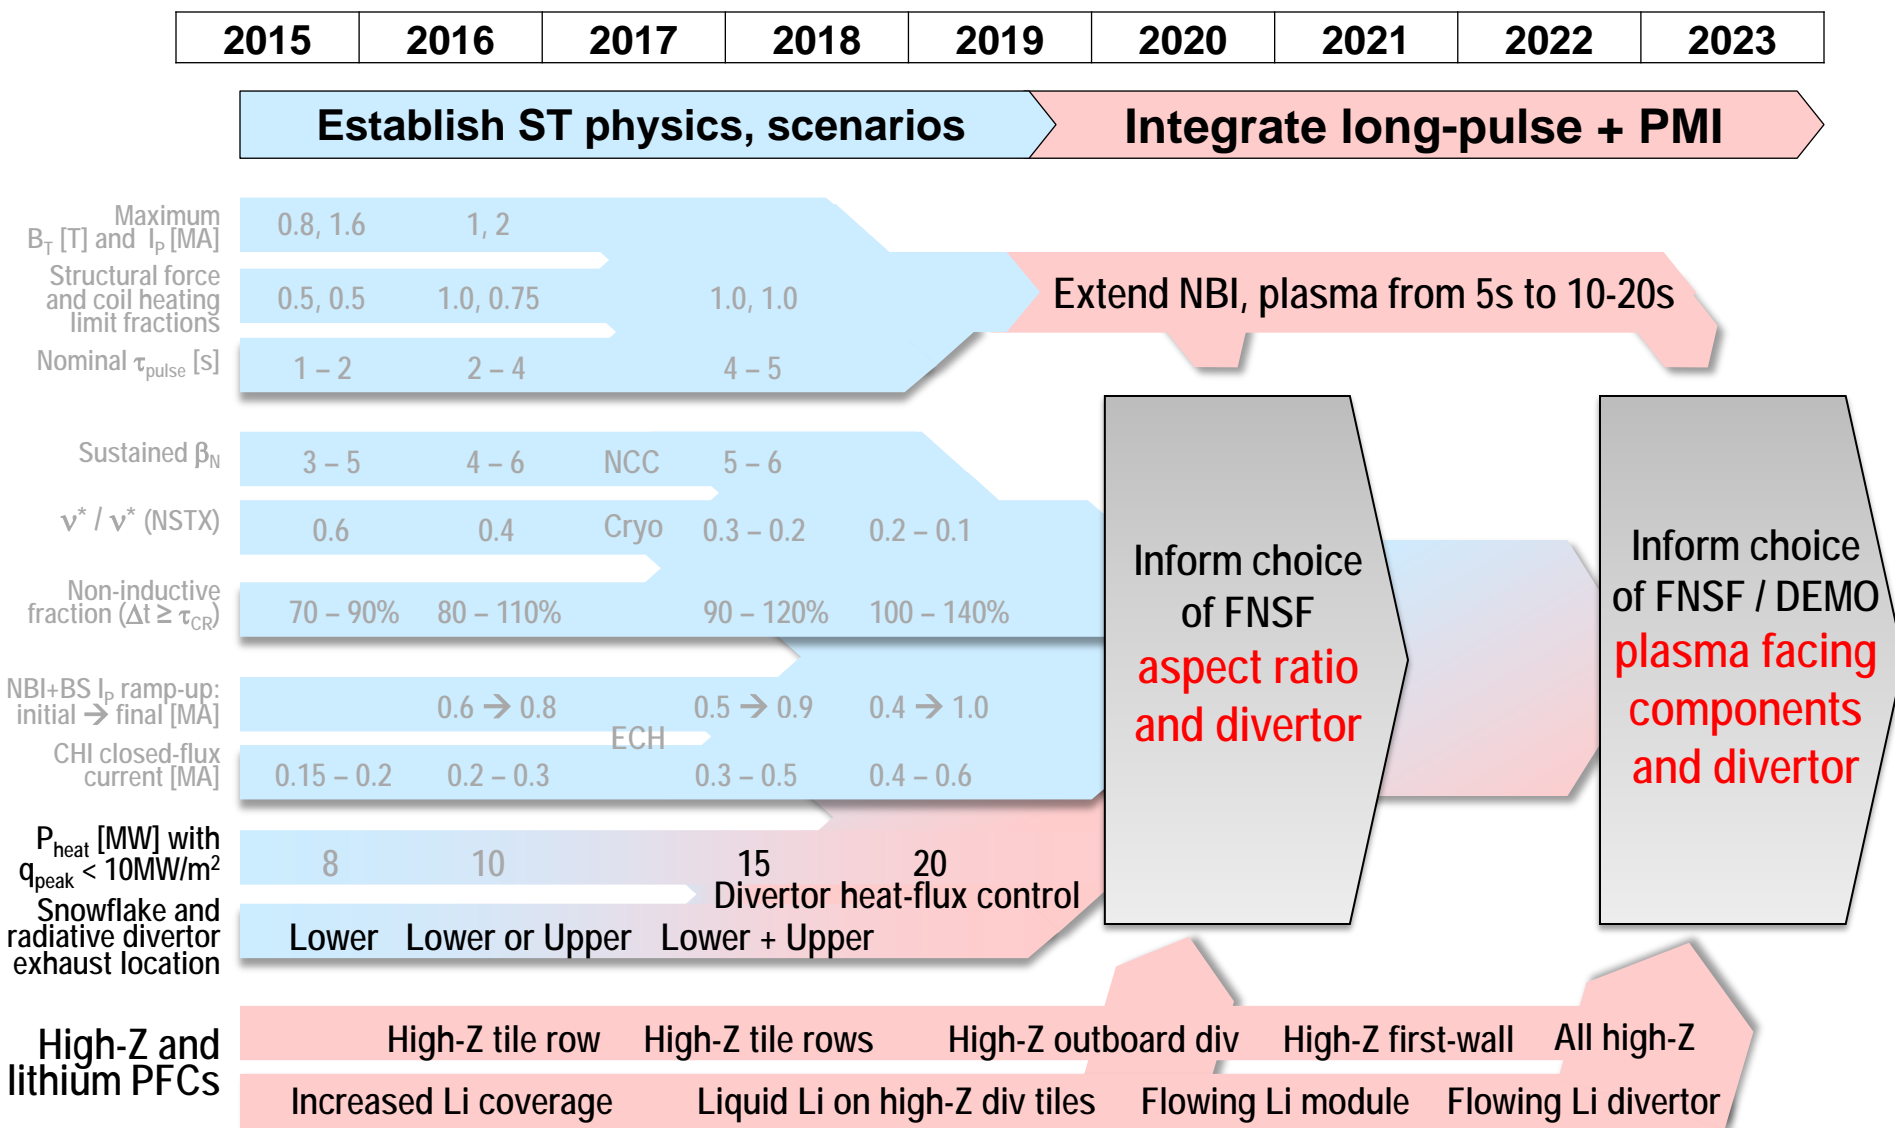 2015 2016 2017 2018 2019 2020 2021 2022 2023
Establish ST physics, scenarios
Integrate long-pulse + PMI
Maximum
B_T [T] and I_P [MA]
0.8, 1.6
1, 2
Structural force
and coil heating
limit fractions
0.5, 0.5
1.0, 0.75
1.0, 1.0
Extend NBI, plasma from 5s to 10-20s
Nominal τ_pulse [s]
1 – 2
2 – 4
4 – 5
Sustained β_N
3 – 5
4 – 6
NCC
5 – 6
ν* / ν* (NSTX)
0.6
0.4
Cryo
0.3 – 0.2
0.2 – 0.1
Non-inductive
fraction (Δt ≥ τ_CR)
70 – 90%
80 – 110%
90 – 120%
100 – 140%
NBI+BS I_P ramp-up:
initial → final [MA]
0.6 → 0.8
0.5 → 0.9
0.4 → 1.0
ECH
CHI closed-flux
current [MA]
0.15 – 0.2
0.2 – 0.3
0.3 – 0.5
0.4 – 0.6
Inform choice
of FNSF
aspect ratio
and divertor
Inform choice
of FNSF / DEMO
plasma facing
components
and divertor
P_heat [MW] with
q_peak < 10MW/m²
8
10
15
20
Divertor heat-flux control
Snowflake and
radiative divertor
exhaust location
Lower
Lower or Upper
Lower + Upper
High-Z and
lithium PFCs
High-Z tile row
High-Z tile rows
High-Z outboard div
High-Z first-wall
All high-Z
Increased Li coverage
Liquid Li on high-Z div tiles
Flowing Li module
Flowing Li divertor